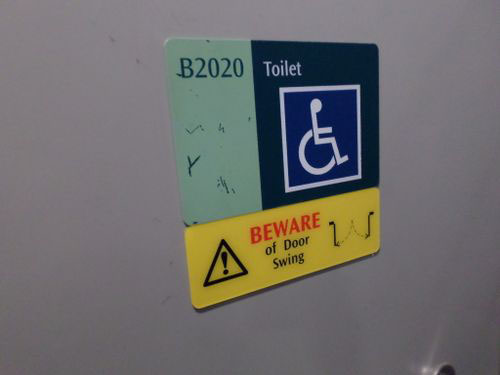 B2020 Toilet
BEWARE
of Door
Swing